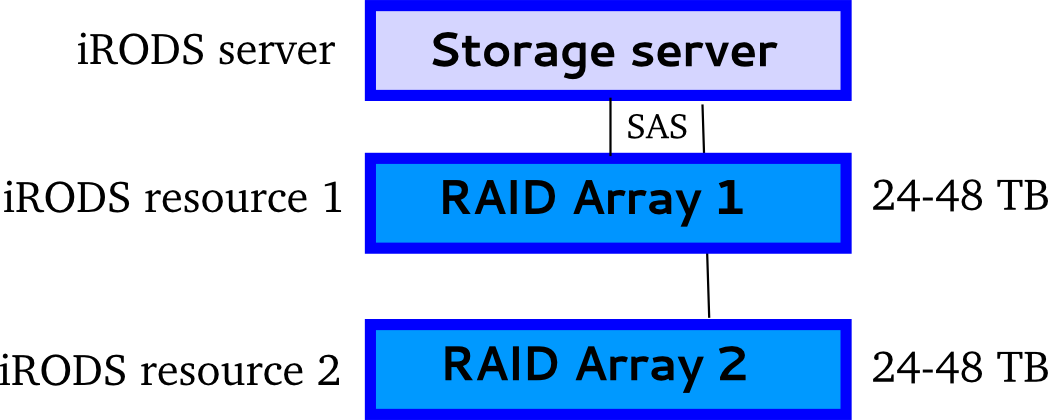 iRODS server
Storage server
SAS
iRODS resource 1
RAID Array 1
24-48 TB
iRODS resource 2
RAID Array 2
24-48 TB